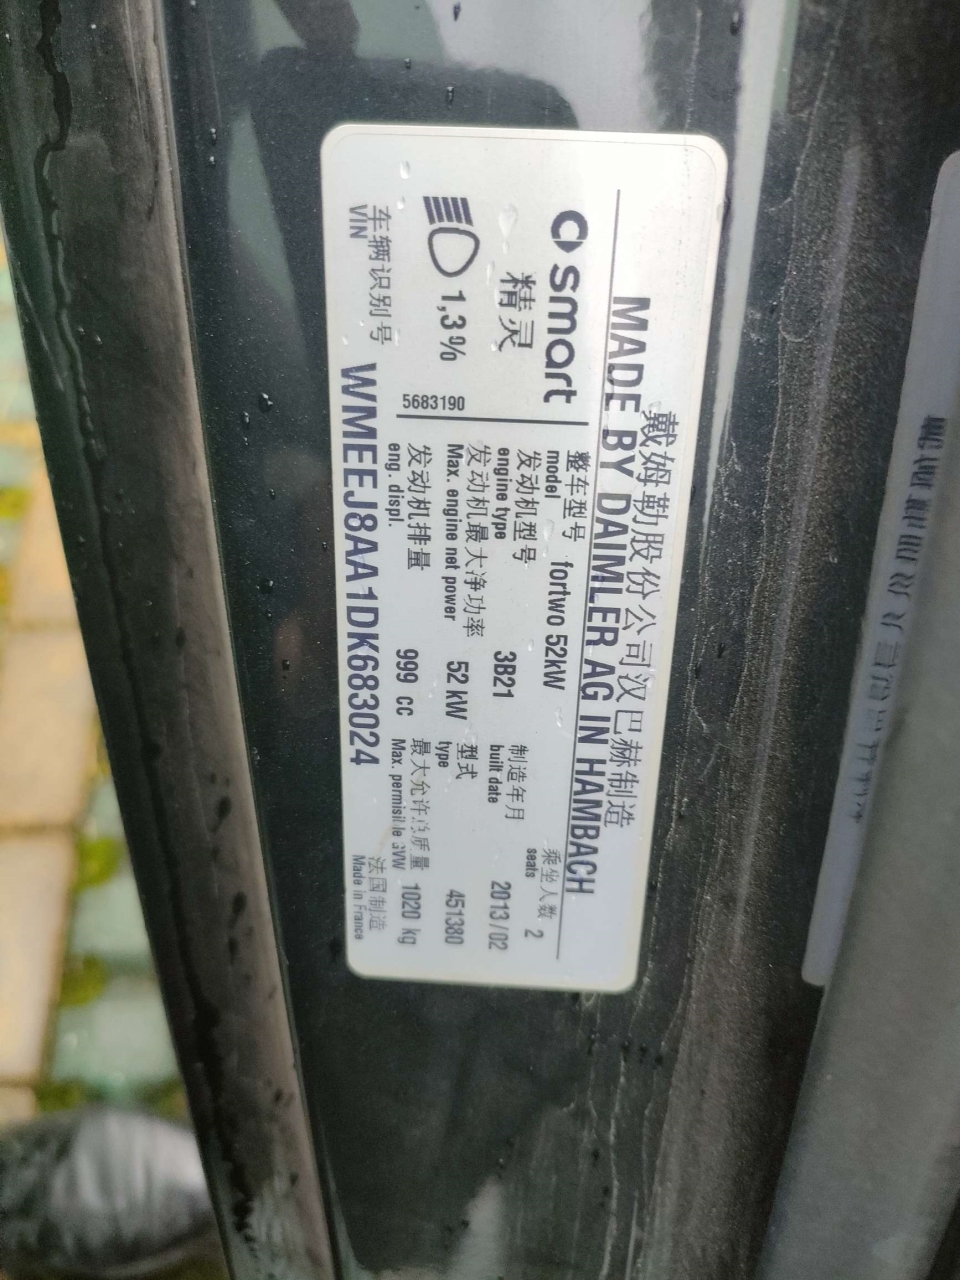 戴姆勒股份公司汉巴赫制造
MADE BY DAIMLER AG IN HAMBACH
smart
精灵
1,3%
5683190
整车型号 fortwo 52kW 乘坐人数 2
model seats
发动机型号 3B21 制造年月 2013/02
engine type built date
发动机最大净功率 52 kW 型式 451380
Max. engine net power type
发动机排量 999 CC 最大允许总质量 1020 kg
eng. displ. Max. permisible GVW
车辆识别号 WMEEJ8AA1DK683024 法国制造
VIN Made in France